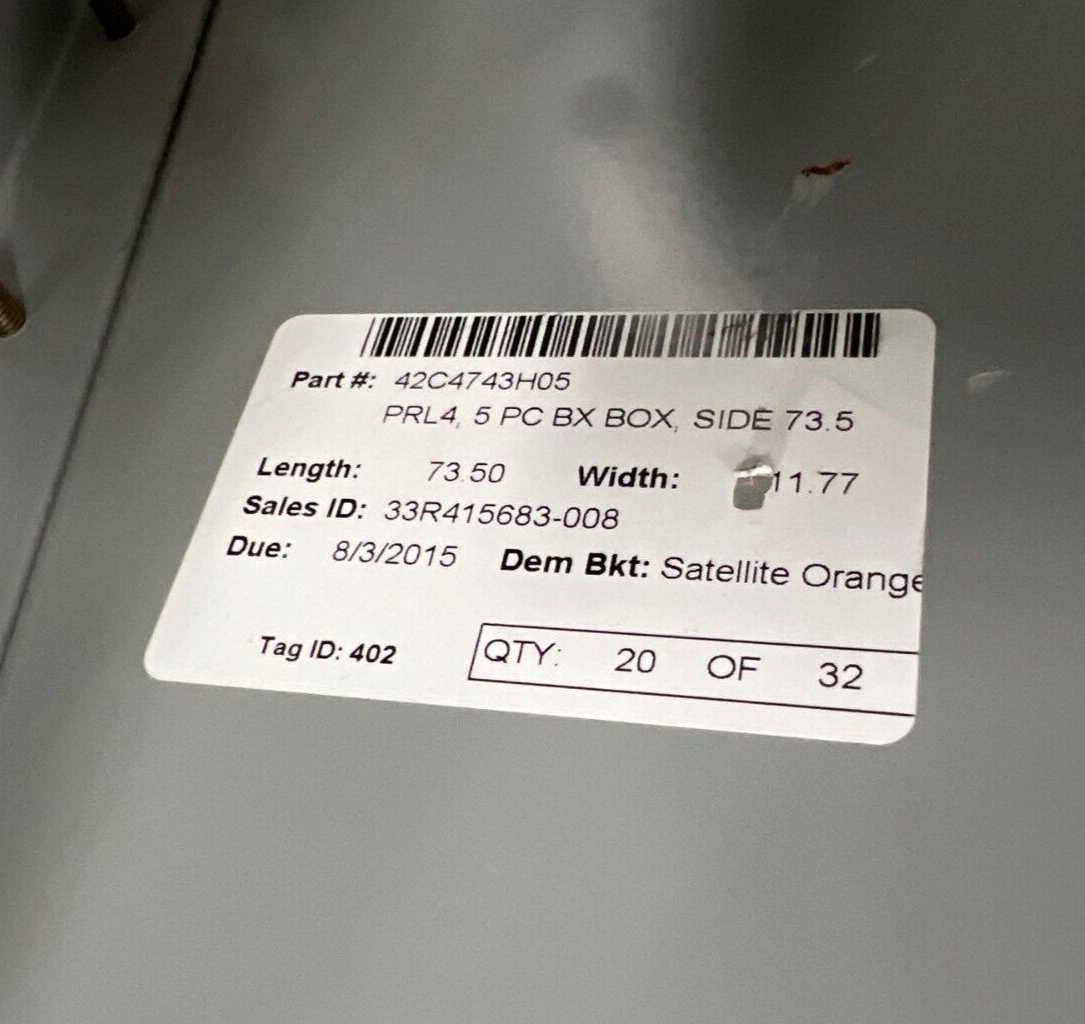 Part #: 42C4743H05
PRL4, 5 PC BX BOX, SIDE 73.5
Length: 73.50 Width: 11.77
Sales ID: 33R415683-008
Due: 8/3/2015 Dem Bkt: Satellite Orange
Tag ID: 402 QTY: 20 OF 32